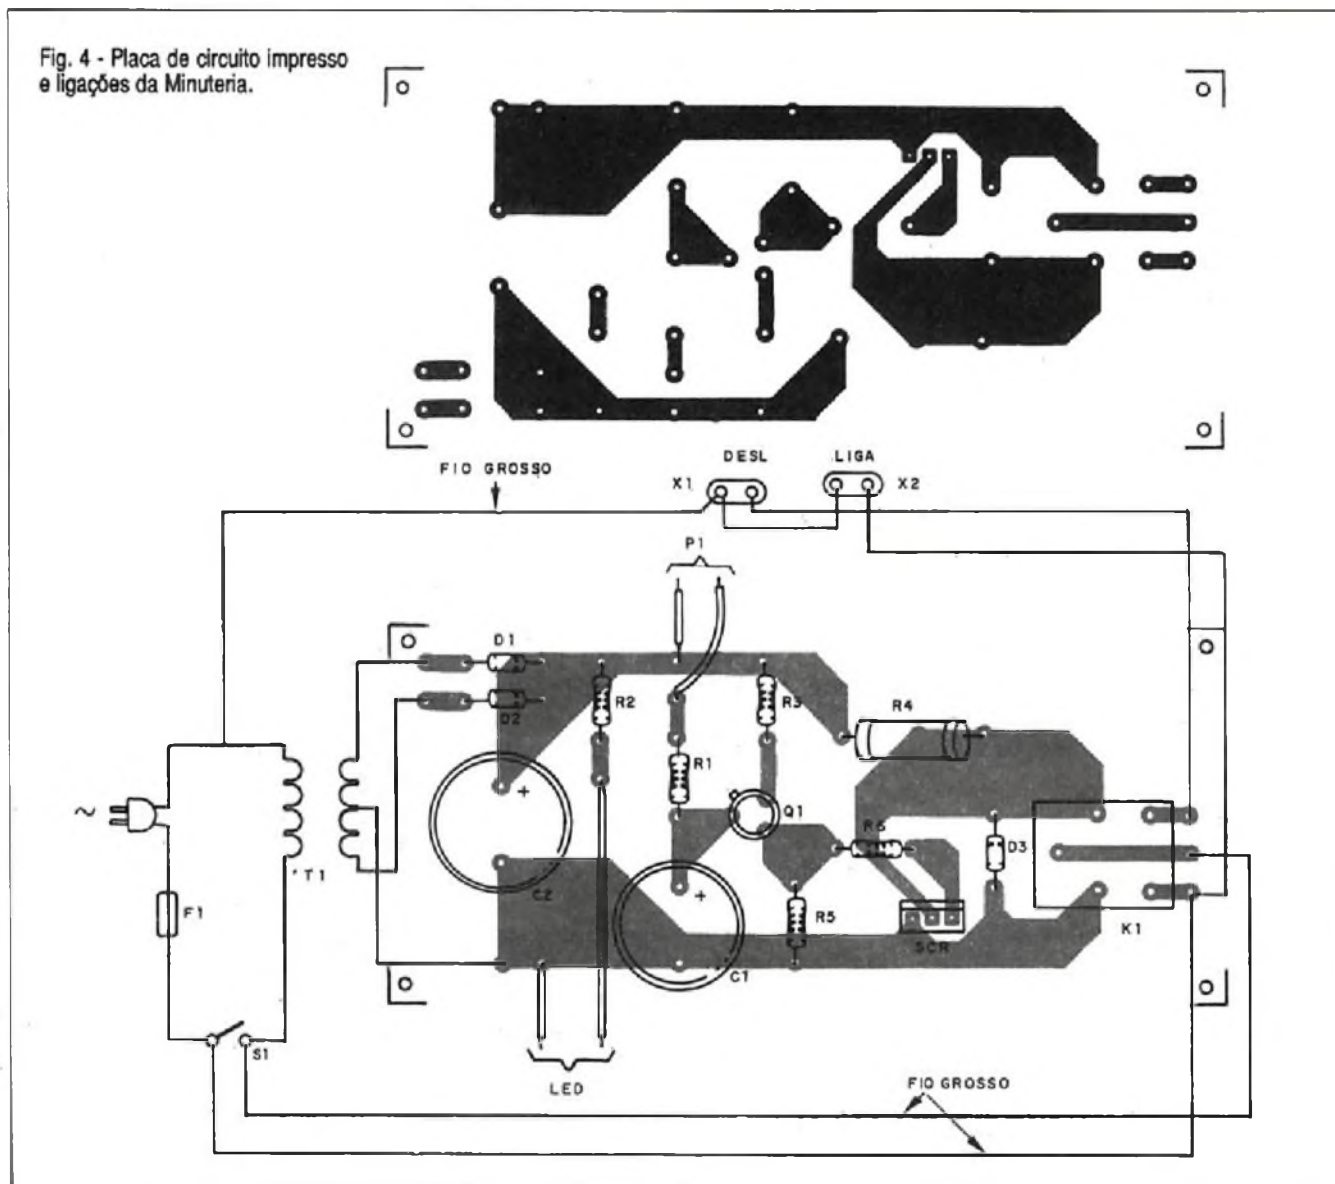 Fig. 4 - Placa de circuito impresso
e ligações da Minuteria.
DESL
LIGA
FIO GROSSO
X1
X2
P1
D1
D2
R2
R3
R4
R1
Q1
+
R6
D3
T1
C2
+
F1
R5
SCR
K1
C1
S1
LED
FIO GROSSO